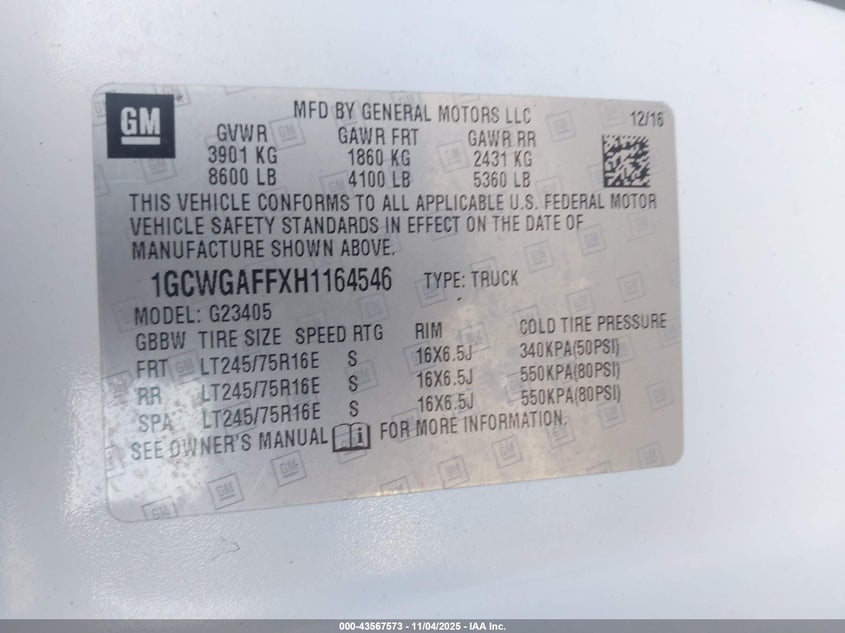 GM
MFD BY GENERAL MOTORS LLC 12/16
GVWR GAWR FRT GAWR RR
3901 KG 1860 KG 2431 KG
8600 LB 4100 LB 5360 LB
THIS VEHICLE CONFORMS TO ALL APPLICABLE U.S. FEDERAL MOTOR
VEHICLE SAFETY STANDARDS IN EFFECT ON THE DATE OF
MANUFACTURE SHOWN ABOVE.
1GCWGAFFXH1164546 TYPE: TRUCK
MODEL: G23405
GBBW TIRE SIZE SPEED RTG RIM COLD TIRE PRESSURE
FRT LT245/75R16E S 16X6.5J 340KPA(50PSI)
RR LT245/75R16E S 16X6.5J 550KPA(80PSI)
SPA LT245/75R16E S 16X6.5J 550KPA(80PSI)
SEE OWNER'S MANUAL i FOR MORE INFORMATION.
000-43567573 - 11/04/2025 - IAA Inc.